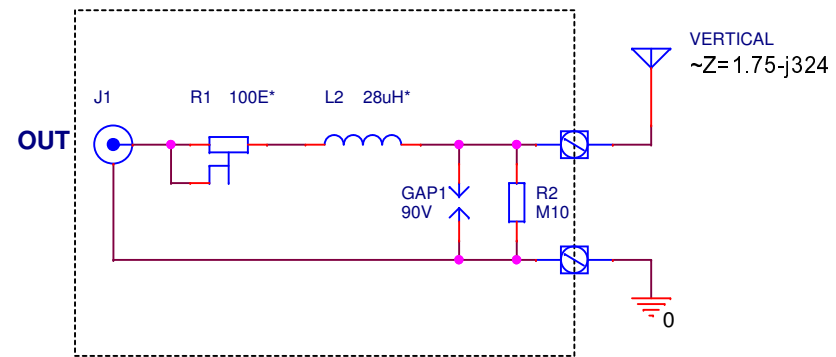 VERTICAL
~Z=1.75-j324
J1
R1 100E*
L2 28uH*
OUT
GAP1
90V
R2
M10
0